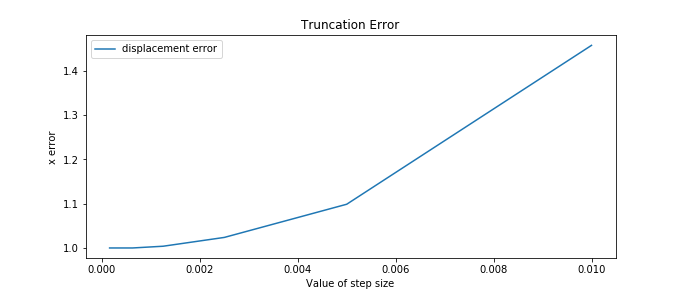 Truncation Error
displacement error
x error
1.4
1.3
1.2
1.1
1.0
0.000 0.002 0.004 0.006 0.008 0.010
Value of step size